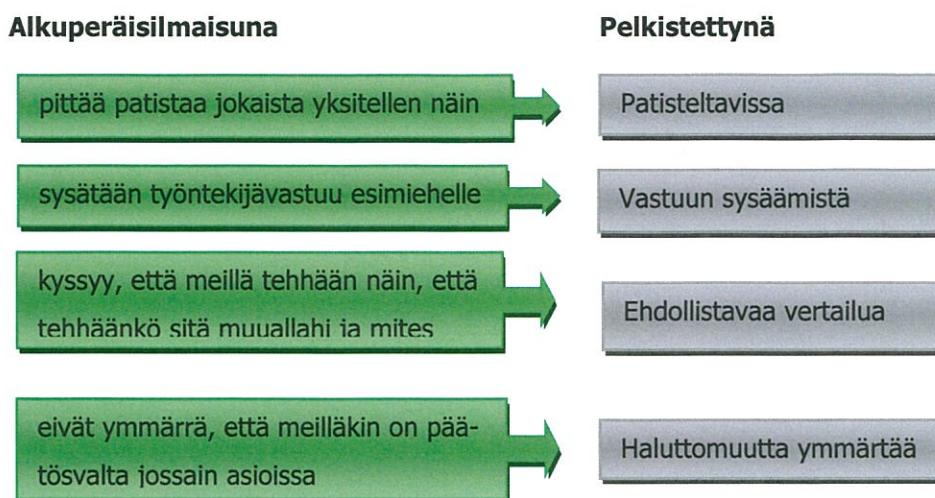 Alkuperäisilmaisuna
Pelkistettynä
pittää patistaa jokaista yksitellen näin
Patisteltavissa
sysätään työntekijävastuu esimiehelle
Vastuun sysäämistä
kyssyy, että meillä tehhään näin, että
tehhäänkö sitä muuallahi ja mites
Ehdollistavaa vertailua
eivät ymmärrä, että meilläkin on pää-
tösvalta jossain asioissa
Haluttomuutta ymmärtää